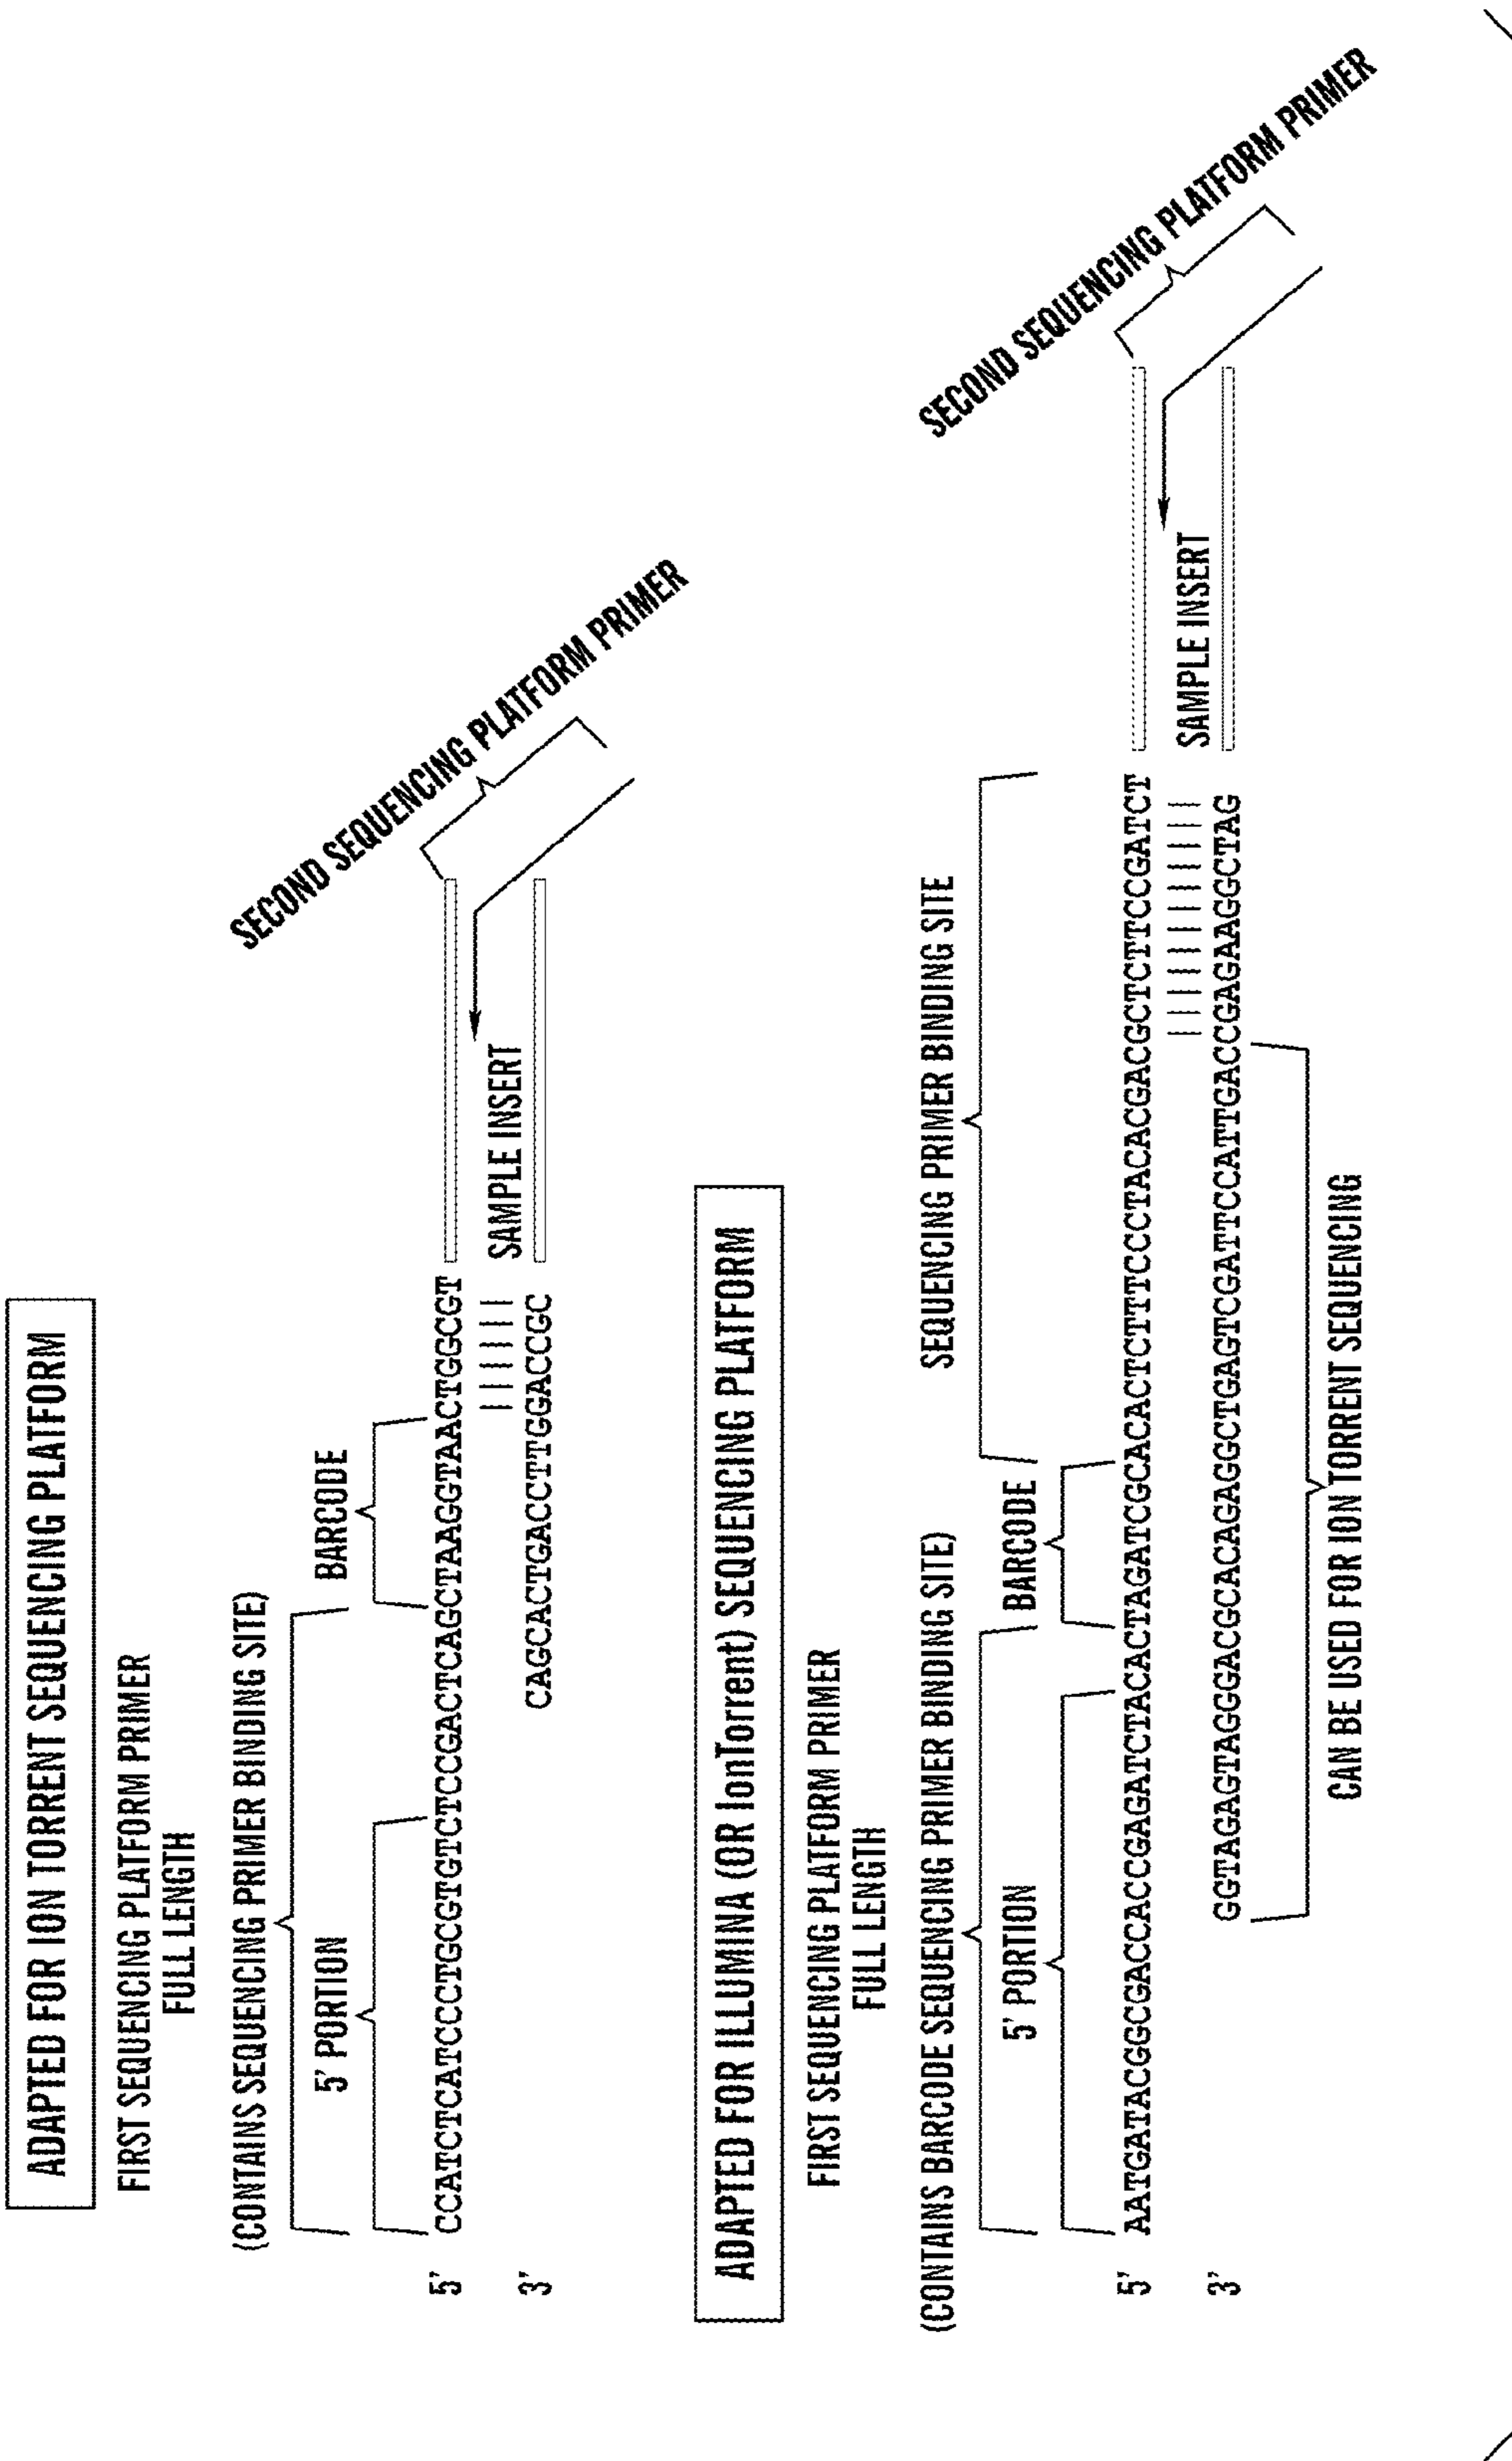 ADAPTED FOR ION TORRENT SEQUENCING PLATFORM
FIRST SEQUENCING PLATFORM PRIMER
FULL LENGTH
(CONTAINS SEQUENCING PRIMER BINDING SITE)
5' PORTION
BARCODE
SECOND SEQUENCING PLATFORM PRIMER
5' CCATCTCATCCCTGCGTGTCTCCGACTCAGCTAAGGTAACTGGCGT
SAMPLE INSERT
3' CAGCACTGACCTTGGACCGC
ADAPTED FOR ILLUMINA (OR IonTorrent) SEQUENCING PLATFORM
FIRST SEQUENCING PLATFORM PRIMER
FULL LENGTH
(CONTAINS BARCODE SEQUENCING PRIMER BINDING SITE)
SEQUENCING PRIMER BINDING SITE
5' PORTION
BARCODE
SECOND SEQUENCING PLATFORM PRIMER
5' AATGATACGGCGACCACCGAGATCTACACTAGATCGCACACTCTTTCCCTACACGACGCTCTTCCGATCT
SAMPLE INSERT
3' GGTAGAGTAGGGACGCACAGAGGCTGAGTCGATTCCATTGACCGAGAAGGCTAG
CAN BE USED FOR ION TORRENT SEQUENCING